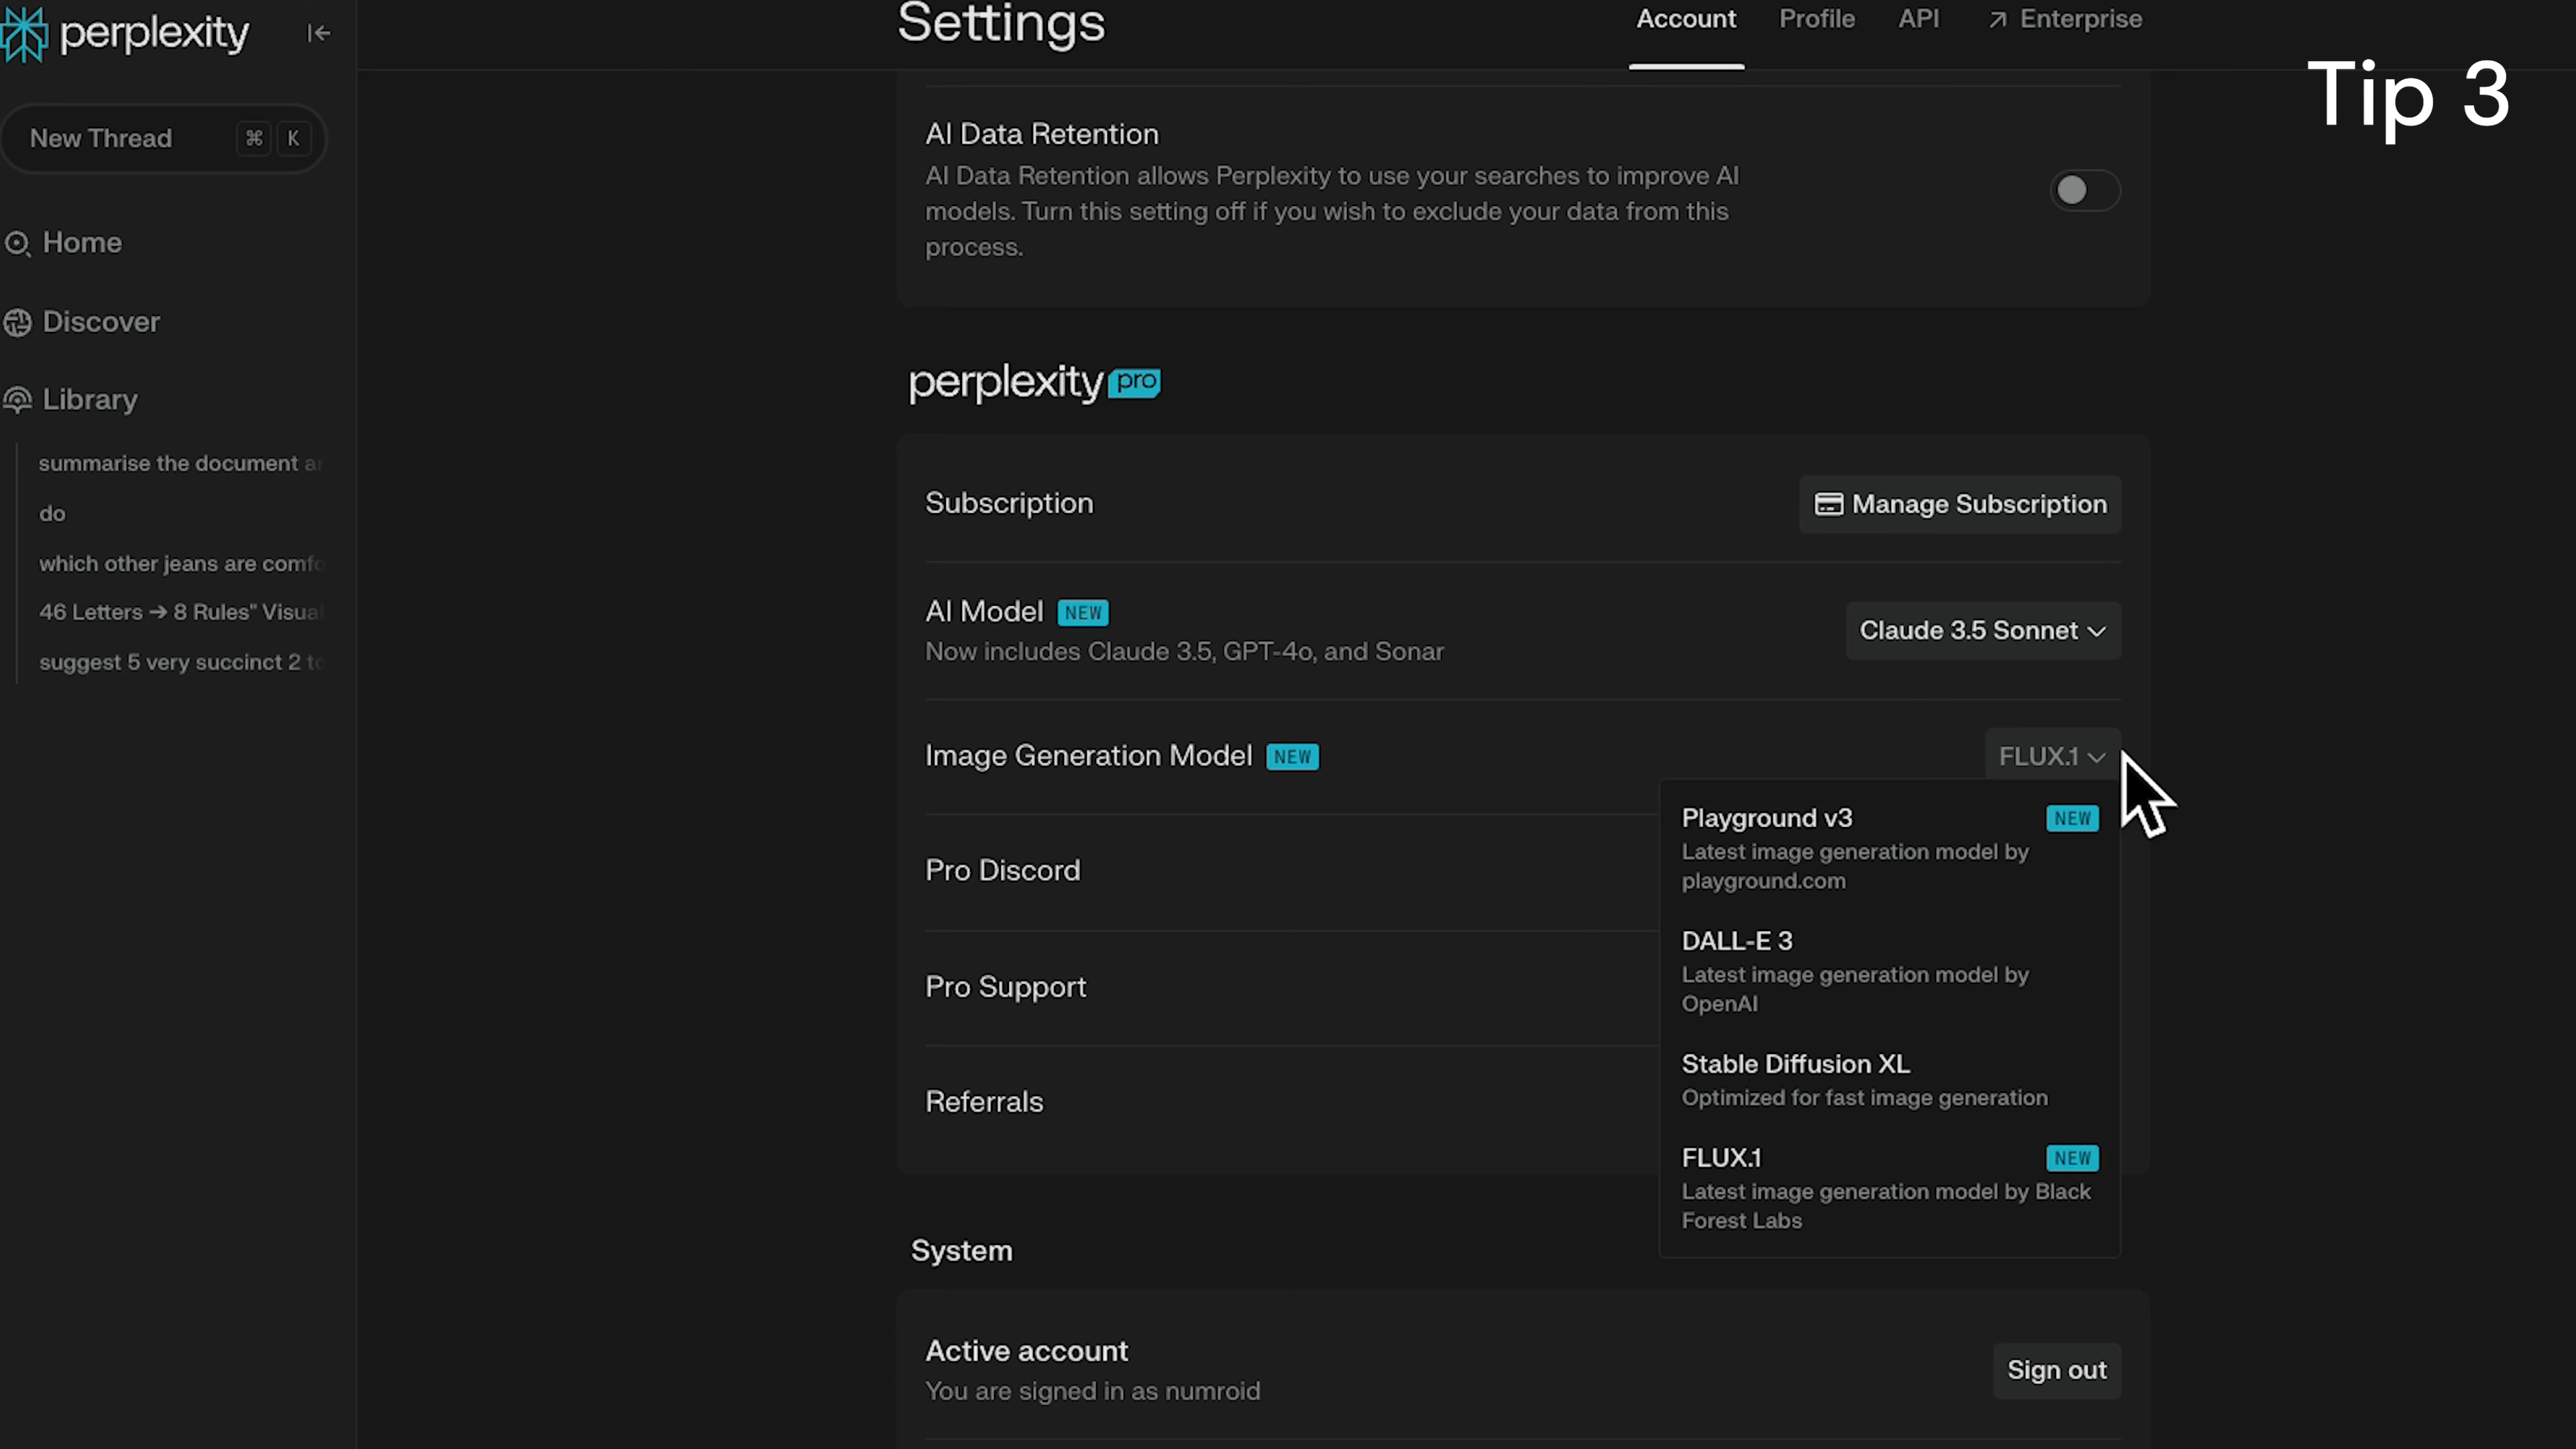 perplexity
New Thread ⌘ K
Home
Discover
Library
summarise the document
do
which other jeans are
46 Letters → 8 Rules" Visual
suggest 5 very succinct 2
Settings
Account Profile API Enterprise
Tip 3
AI Data Retention
AI Data Retention allows Perplexity to use your searches to improve AI
models. Turn this setting off if you wish to exclude your data from this
process.
perplexity pro
Subscription
Manage Subscription
AI Model NEW
Now includes Claude 3.5, GPT-4o, and Sonar
Claude 3.5 Sonnet
Image Generation Model NEW
FLUX.1
Playground v3 NEW
Latest image generation model by
playground.com
DALL-E 3
Latest image generation model by
OpenAI
Stable Diffusion XL
Optimized for fast image generation
FLUX.1 NEW
Latest image generation model by Black
Forest Labs
Pro Discord
Pro Support
Referrals
System
Active account
You are signed in as numroid
Sign out